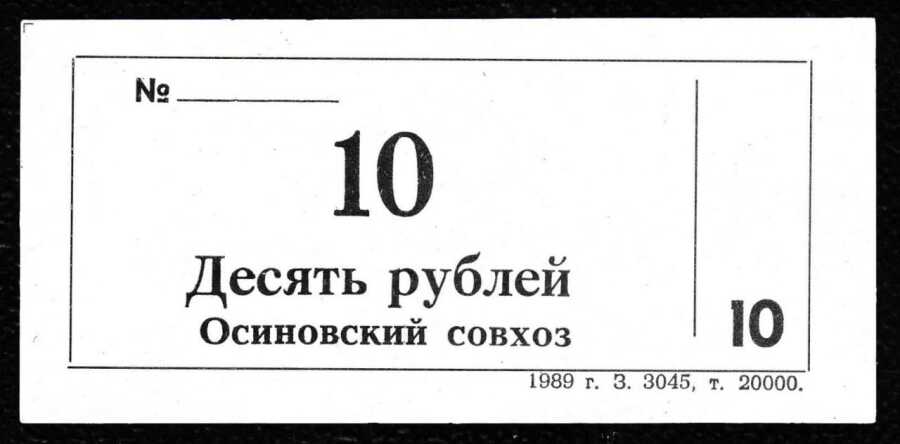 №
10
Десять рублей
Осиновский совхоз
10
1989 г. З. 3045, т. 20000.